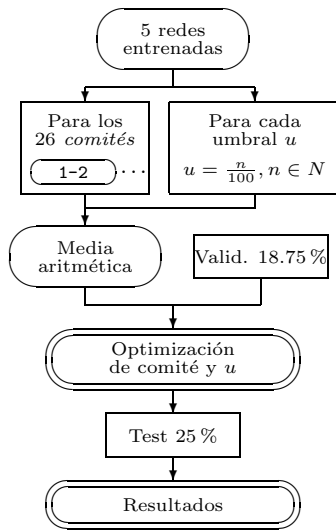 5 redes
entrenadas
Para los
26 comités
1–2 ···
Para cada
umbral u
u = n/100, n ∈ N
Media
aritmética
Valid. 18.75 %
Optimización
de comité y u
Test 25 %
Resultados